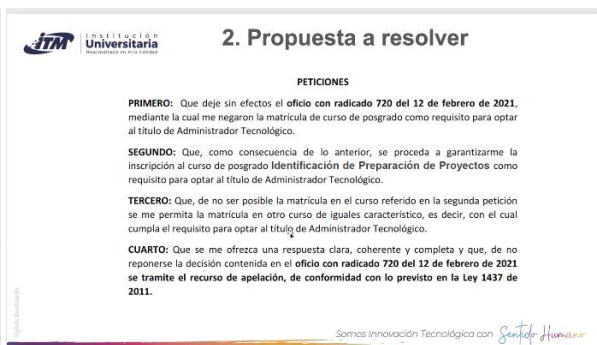 iTM
Institución
Universitaria
Reacreditada en Alta Calidad
2. Propuesta a resolver
PETICIONES
PRIMERO: Que deje sin efectos el oficio con radicado 720 del 12 de febrero de 2021,
mediante la cual me negaron la matrícula de curso de posgrado como requisito para optar
al título de Administrador Tecnológico.
SEGUNDO: Que, como consecuencia de lo anterior, se proceda a garantizarme la
inscripción al curso de posgrado Identificación de Preparación de Proyectos como
requisito para optar al título de Administrador Tecnológico.
TERCERO: Que, de no ser posible la matrícula en el curso referido en la segunda petición
se me permita la matrícula en otro curso de iguales característico, es decir, con el cual
cumpla el requisito para optar al título de Administrador Tecnológico.
CUARTO: Que se me ofrezca una respuesta clara, coherente y completa y que, de no
reponerse la decisión contenida en el oficio con radicado 720 del 12 de febrero de 2021
se tramite el recurso de apelación, de conformidad con lo previsto en la Ley 1437 de
2011.
Somos Innovación Tecnológica con Sentido Humano